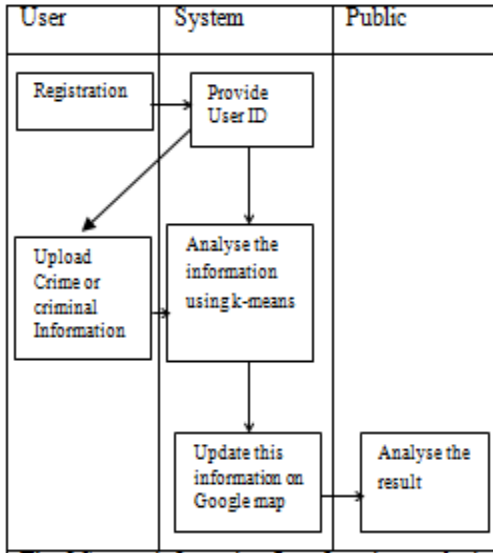 User
System
Public
Registration
Provide
User ID
Upload
Crime or
criminal
Information
Analyse the
information
using k-means
Update this
information on
Google map
Analyse the
result